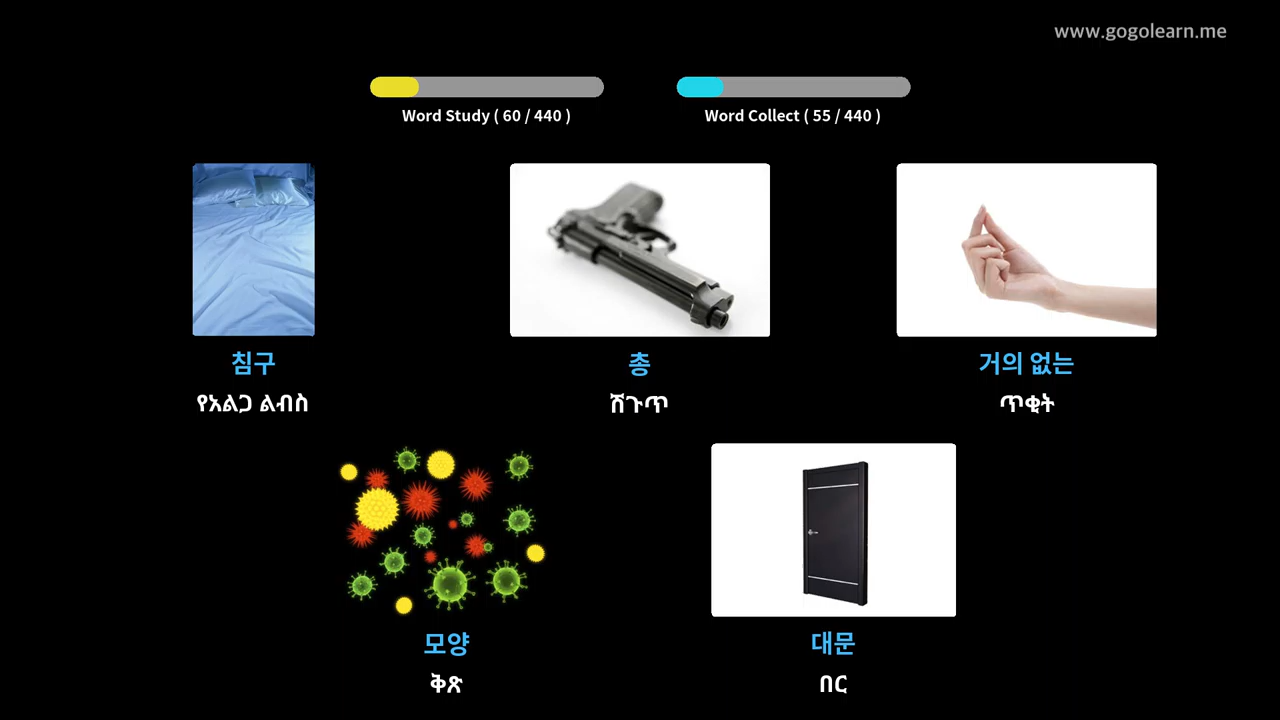 www.gogolearn.me
Word Study ( 60 / 440 )
Word Collect ( 55 / 440 )
침구
총
거의 없는
የአልጋ ልብስ
ሽጉጥ
ጥቂት
모양
대문
ቅጽ
በር